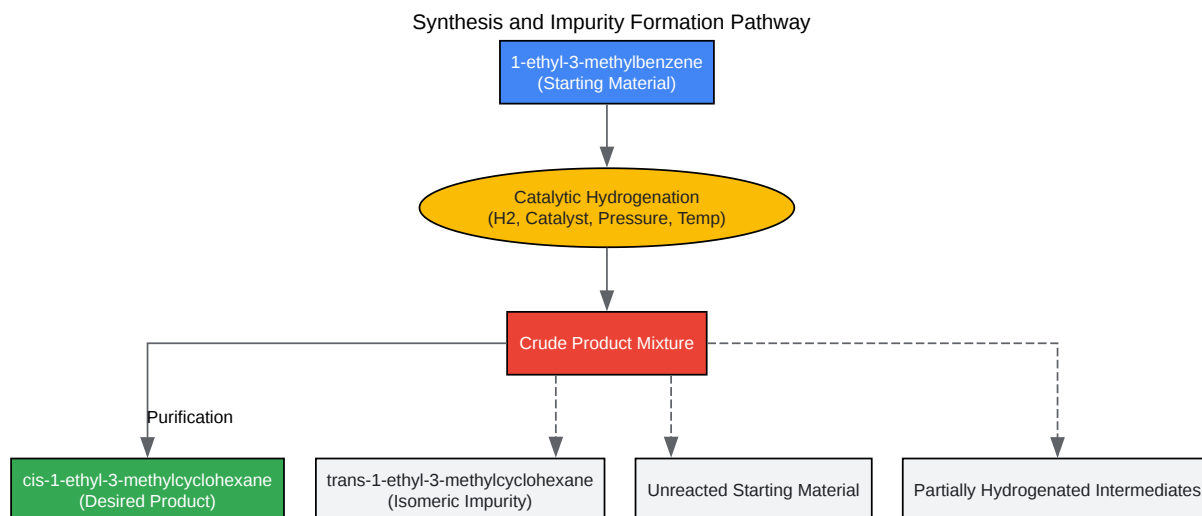 Synthesis and Impurity Formation Pathway
1-ethyl-3-methylbenzene
(Starting Material)
Catalytic Hydrogenation
(H2, Catalyst, Pressure, Temp)
Crude Product Mixture
Purification
cis-1-ethyl-3-methylcyclohexane
(Desired Product)
trans-1-ethyl-3-methylcyclohexane
(Isomeric Impurity)
Unreacted Starting Material
Partially Hydrogenated Intermediates